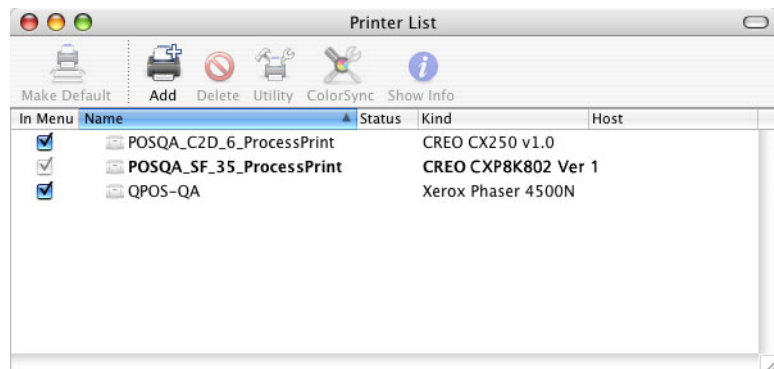 Printer List
Make Default Add Delete Utility ColorSync Show Info
In Menu Name Status Kind Host
POSQA_C2D_6_ProcessPrint CREO CX250 v1.0
POSQA_SF_35_ProcessPrint CREO CXP8K802 Ver 1
QPOS-QA Xerox Phaser 4500N